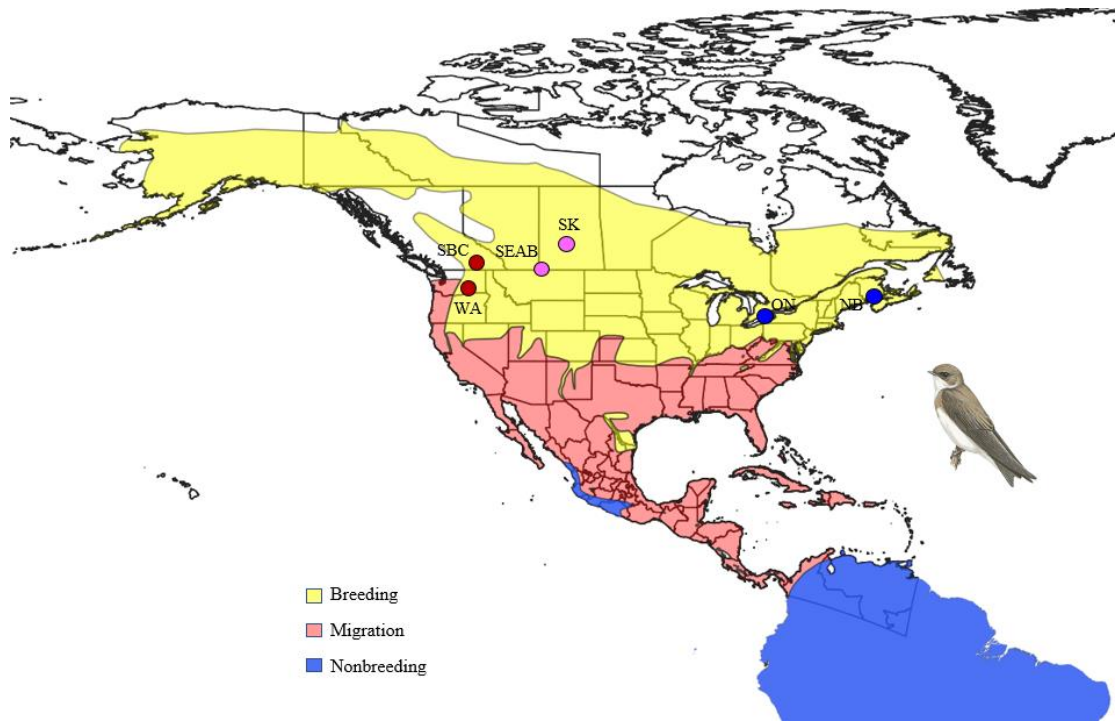 SK
SBC
SEAB
WA
ON
NB
Breeding
Migration
Nonbreeding